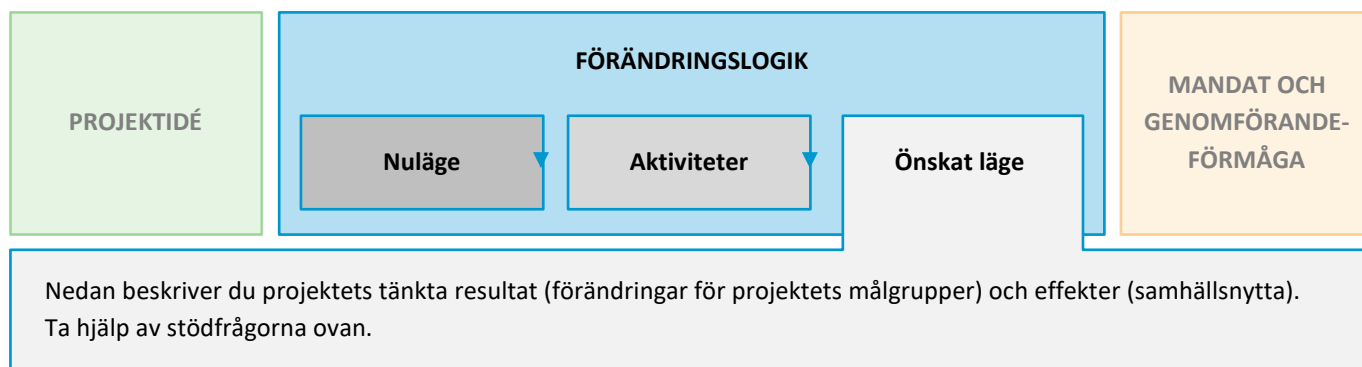 PROJEKTIDÉ
FÖRÄNDRINGSLOGIK
Nuläge
Aktiviteter
Önskat läge
MANDAT OCH
GENOMFÖRANDE-
FÖRMÅGA
Nedan beskriver du projektets tänkta resultat (förändringar för projektets målgrupper) och effekter (samhällsnytta).
Ta hjälp av stödfrågorna ovan.